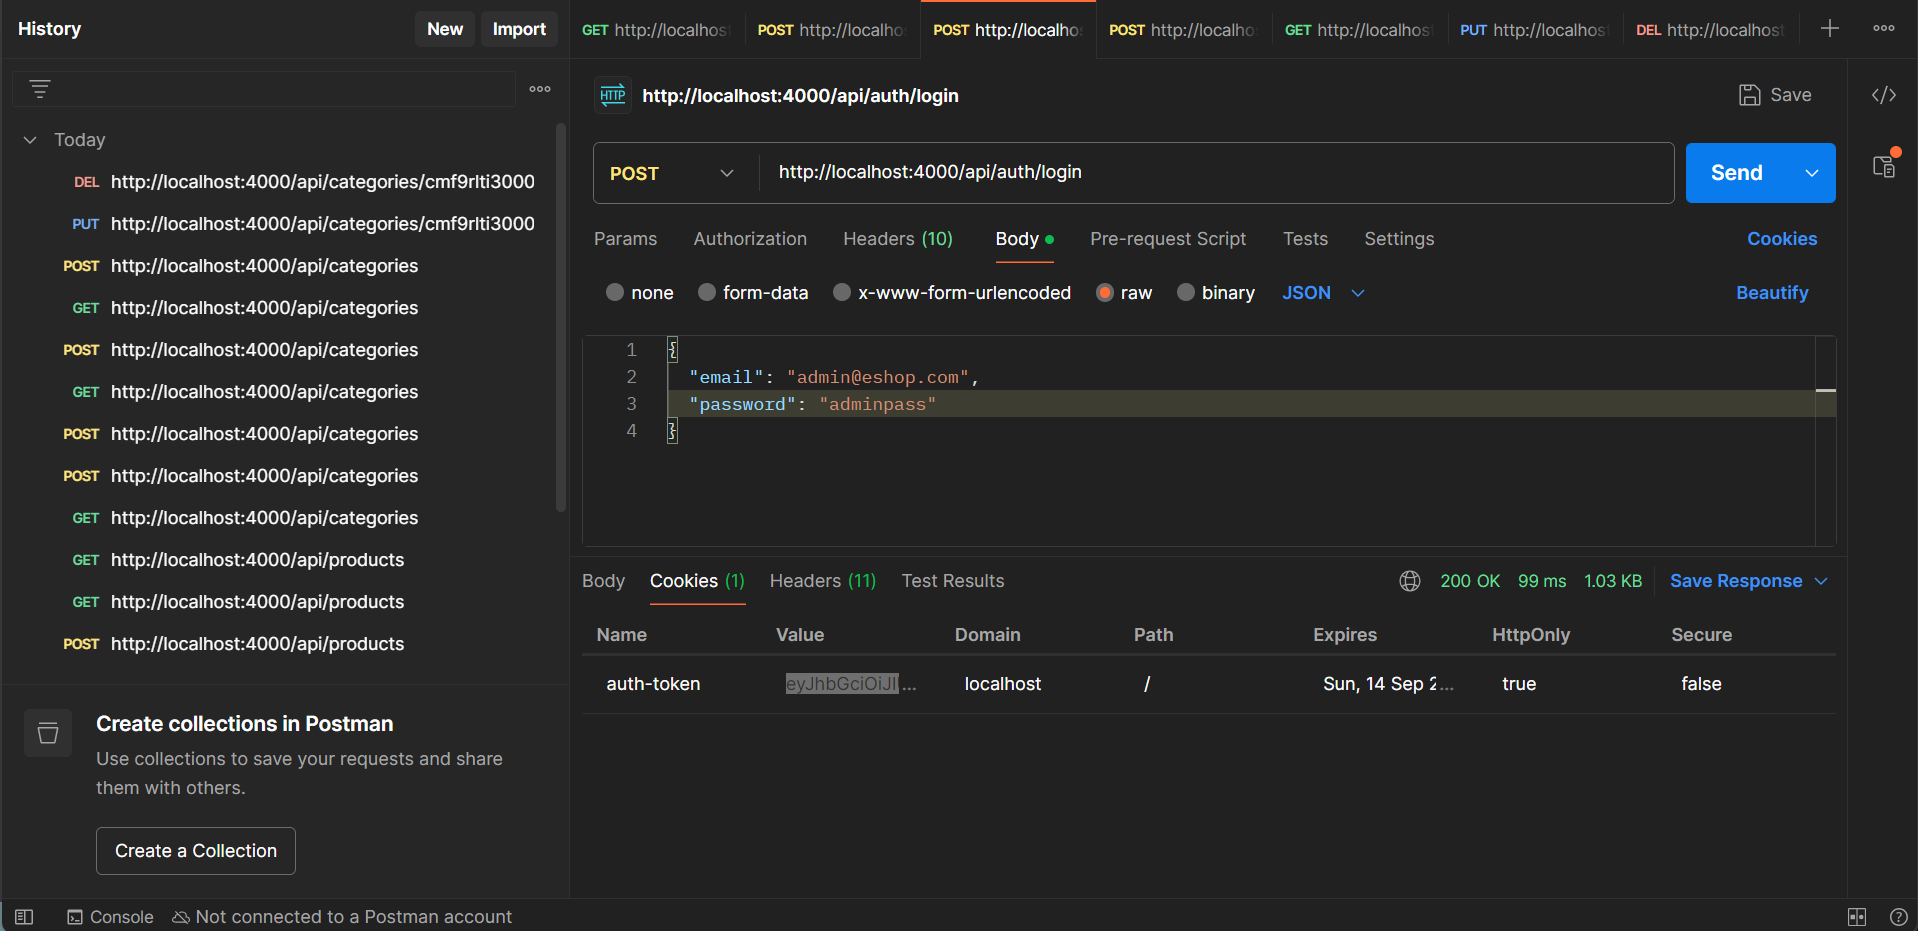 History
New
Import
Today
DEL http://localhost:4000/api/categories/cmf9rlti3000
PUT http://localhost:4000/api/categories/cmf9rlti3000
POST http://localhost:4000/api/categories
GET http://localhost:4000/api/categories
POST http://localhost:4000/api/categories
GET http://localhost:4000/api/categories
POST http://localhost:4000/api/categories
POST http://localhost:4000/api/categories
GET http://localhost:4000/api/categories
GET http://localhost:4000/api/products
GET http://localhost:4000/api/products
POST http://localhost:4000/api/products
Create collections in Postman
Use collections to save your requests and share
them with others.
Create a Collection
GET http://localhost
POST http://localho
POST http://localho
POST http://localho
GET http://localhost
PUT http://localhost
DEL http://localhost
HTTP http://localhost:4000/api/auth/login
Save
POST http://localhost:4000/api/auth/login
Send
Params Authorization Headers (10) Body Pre-request Script Tests Settings Cookies
none form-data x-www-form-urlencoded raw binary JSON Beautify
1 {
2 "email": "admin@eshop.com",
3 "password": "adminpass"
4 }
Body Cookies (1) Headers (11) Test Results 200 OK 99 ms 1.03 KB Save Response
Name Value Domain Path Expires HttpOnly Secure
auth-token eyJhbGciOiJI... localhost / Sun, 14 Sep 2... true false
Console Not connected to a Postman account